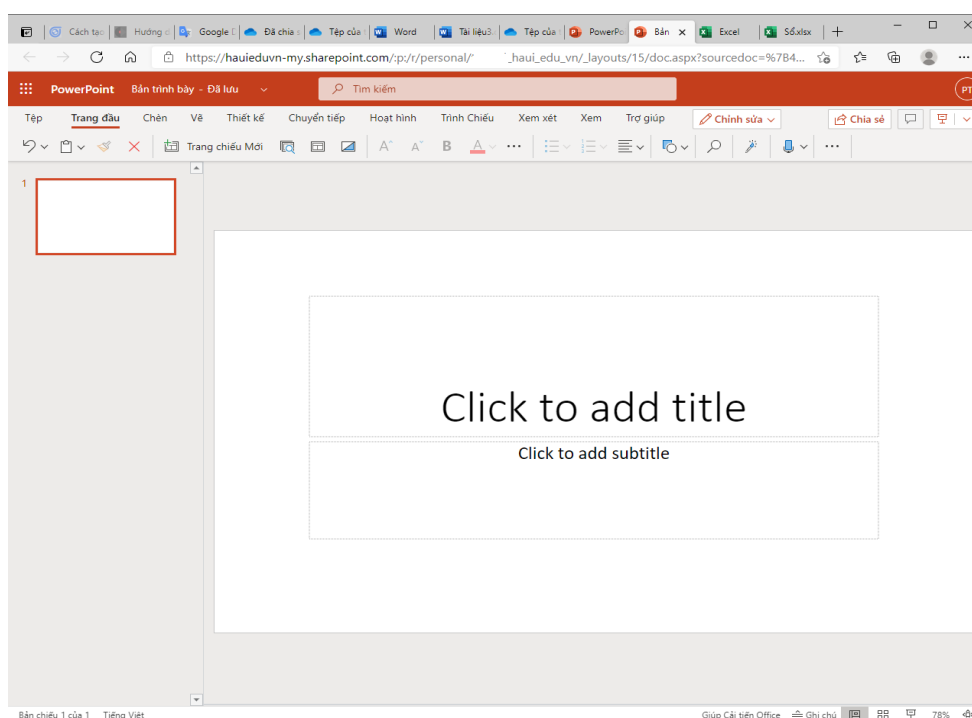 Cách tạo Hướng d Google Đã chia s Tệp của Word Tài liệu3. Tệp của PowerPo Bản Excel Sổ.xlsx
https://hauieduvn-my.sharepoint.com/:p:/r/personal/ _haui_edu_vn/_layouts/15/doc.aspx?sourcedoc=%7B4...
PowerPoint Bản trình bày - Đã lưu Tìm kiếm PT
Tệp Trang đầu Chèn Vẽ Thiết kế Chuyển tiếp Hoạt hình Trình Chiếu Xem xét Xem Trợ giúp Chỉnh sửa Chia sẻ
Trang chiếu Mới A A B A
1
Click to add title
Click to add subtitle
Bản chiếu 1 của 1 Tiếng Việt Giúp Cải tiến Office Ghi chú 78%